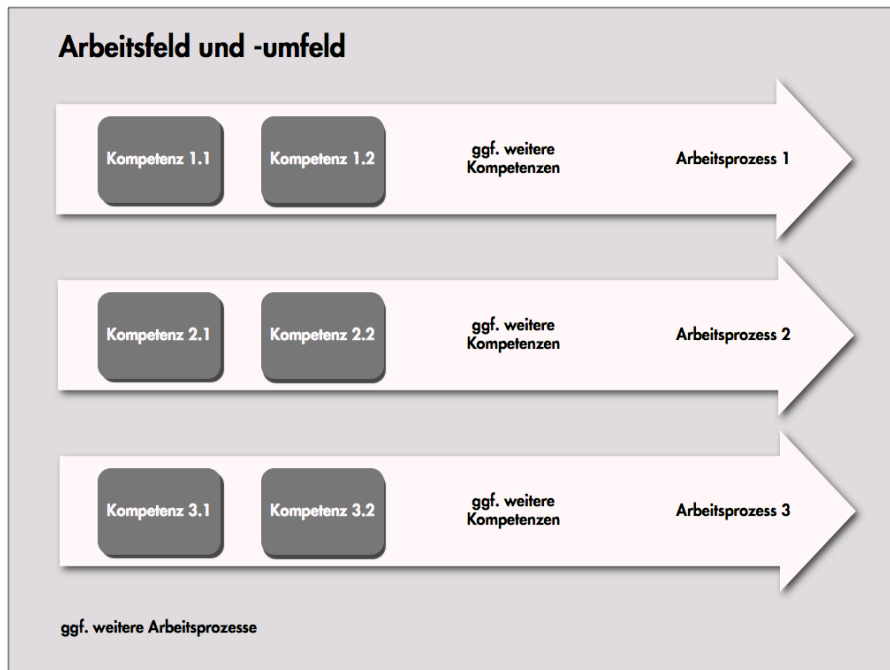 Arbeitsfeld und -umfeld
Kompetenz 1.1
Kompetenz 1.2
ggf. weitere
Kompetenzen
Arbeitsprozess 1
Kompetenz 2.1
Kompetenz 2.2
ggf. weitere
Kompetenzen
Arbeitsprozess 2
Kompetenz 3.1
Kompetenz 3.2
ggf. weitere
Kompetenzen
Arbeitsprozess 3
ggf. weitere Arbeitsprozesse